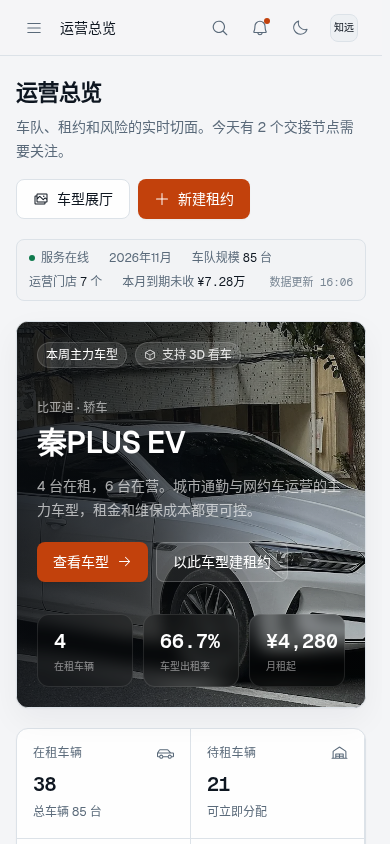 运营总览
知远
运营总览
车队、租约和风险的实时切面。今天有 2 个交接节点需
要关注。
车型展厅
新建租约
服务在线 2026年11月 车队规模 85 台
运营门店 7 个 本月到期未收 ¥7.28万 数据更新 16:06
本周主力车型 支持 3D 看车
比亚迪 · 轿车
秦PLUS EV
4 台在租，6 台在营。城市通勤与网约车运营的主
力车型，租金和维保成本都更可控。
查看车型
以此车型建租约
4 66.7% ¥4,280
在租车辆 车型出租率 月租起
在租车辆 待租车辆
38 21
总车辆 85 台 可立即分配